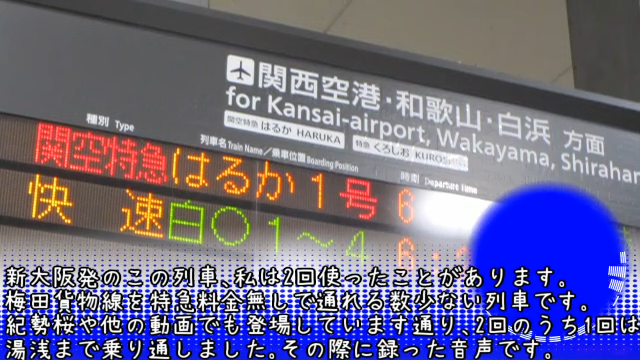 関西空港・和歌山・白浜 方面
for Kansai-airport, Wakayama, Shiraham
関空特急 はるか HARUKA 特急 くろしお KUROSHIO
種別 Type 列車名 Train Name／乗車位置 Boarding Position 時刻 Departure time
関空特急 はるか 1号 6
快 速 白○ 1～4 6
新大阪発のこの列車、私は2回使ったことがあります。
梅田貨物線を特急料金無しで通れる数少ない列車です。
紀勢桜や他の動画でも登場しています通り、2回のうち1回は
湯浅まで乗り通しました。その際に録った音声です。